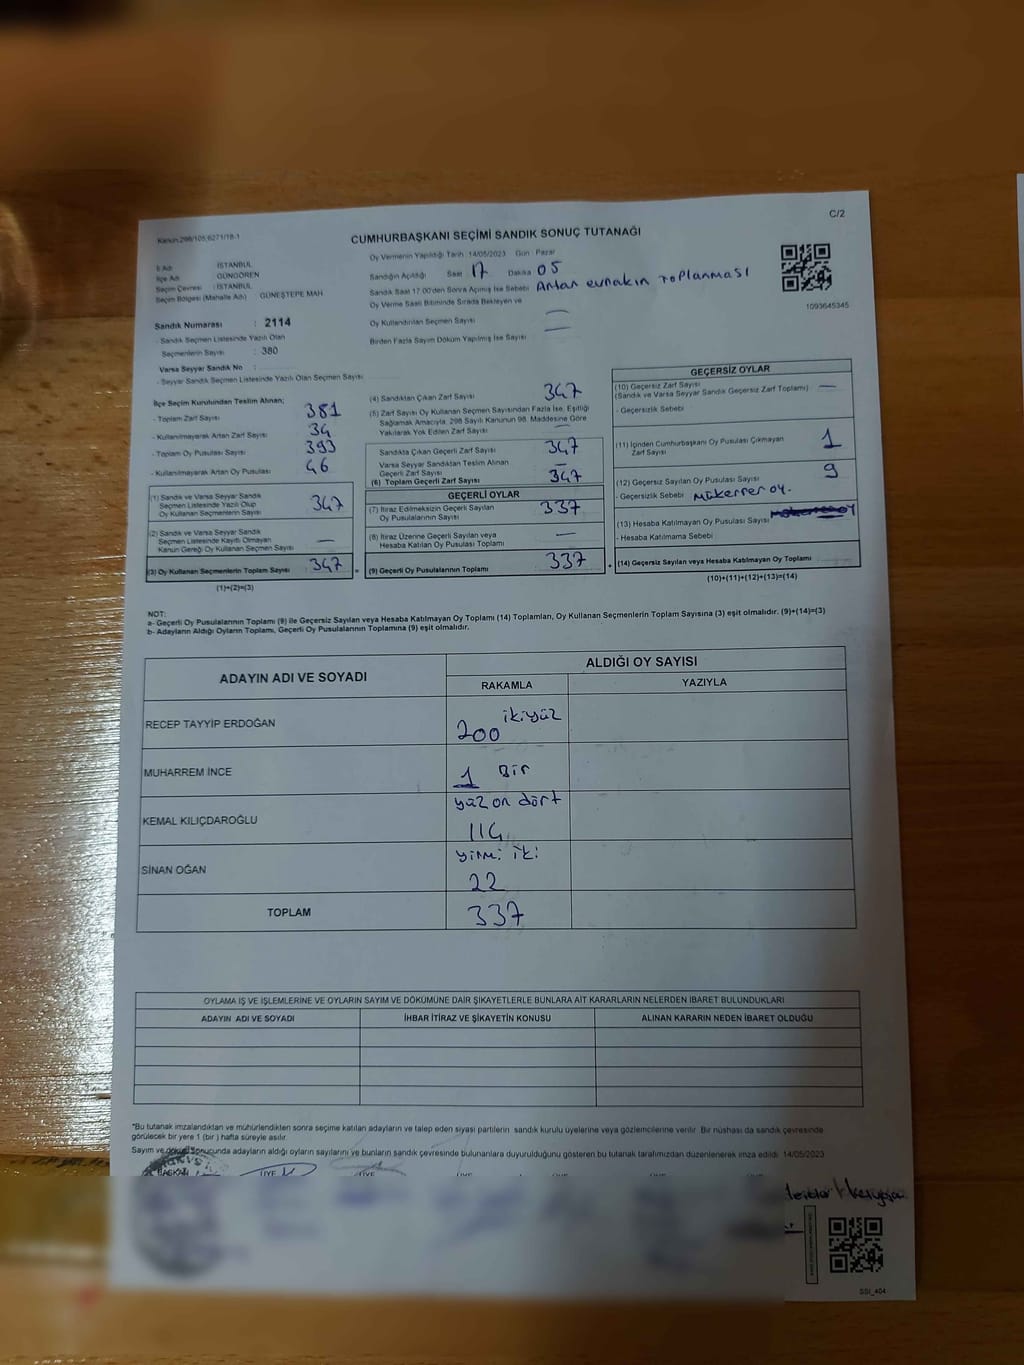 C/2
Kanun:298/105,6271/18-1
CUMHURBAŞKANI SEÇİMİ SANDIK SONUÇ TUTANAĞI
İl Adı : İSTANBUL
İlçe Adı : GÜNGÖREN
Seçim Çevresi : İSTANBUL
Seçim Bölgesi (Mahalle Adı) : GÜNEŞTEPE MAH
Sandık Numarası : 2114
- Sandık Seçmen Listesinde Yazılı Olan
Seçmenlerin Sayısı : 380
Varsa Seyyar Sandık No :
- Seyyar Sandık Seçmen Listesinde Yazılı Olan Seçmen Sayısı
Oy Vermenin Yapıldığı Tarih :14/05/2023 Gün : Pazar
Sandığın Açıldığı Saat 17 Dakika 05
Sandık Saat 17.00'den Sonra Açılmış İse Sebebi Artan evrakın toplanması
Oy Verme Saati Bitiminde Sırada Bekleyen ve
Oy Kullandırılan Seçmen Sayısı —
Birden Fazla Sayım Döküm Yapılmış İse Sayısı —
1093645345
İlçe Seçim Kurulundan Teslim Alınan;
- Toplam Zarf Sayısı 381
- Kullanılmayarak Artan Zarf Sayısı 34
- Toplam Oy Pusulası Sayısı 393
- Kullanılmayarak Artan Oy Pusulası 46
(1) Sandık ve Varsa Seyyar Sandık
Seçmen Listesinde Yazılı Olup
Oy Kullanan Seçmenlerin Sayısı 347
(2) Sandık ve Varsa Seyyar Sandık
Seçmen Listesinde Kayıtlı Olmayan
Kanun Gereği Oy Kullanan Seçmen Sayısı —
(3) Oy Kullanan Seçmenlerin Toplam Sayısı 347
(1)+(2)=(3)
(4) Sandıktan Çıkan Zarf Sayısı 347
(5) Zarf Sayısı Oy Kullanan Seçmen Sayısından Fazla İse, Eşitliği
Sağlamak Amacıyla, 298 Sayılı Kanunun 98. Maddesine Göre
Yakılarak Yok Edilen Zarf Sayısı —
Sandıkta Çıkan Geçerli Zarf Sayısı 347
Varsa Seyyar Sandıktan Teslim Alınan
Geçerli Zarf Sayısı —
(6) Toplam Geçerli Zarf Sayısı 347
GEÇERLİ OYLAR
(7) İtiraz Edilmeksizin Geçerli Sayılan
Oy Pusulalarının Sayısı 337
(8) İtiraz Üzerine Geçerli Sayılan veya
Hesaba Katılan Oy Pusulası Toplamı —
= (9) Geçerli Oy Pusulalarının Toplamı 337
GEÇERSİZ OYLAR
(10) Geçersiz Zarf Sayısı —
(Sandık ve Varsa Seyyar Sandık Geçersiz Zarf Toplamı)
- Geçersizlik Sebebi
(11) İçinden Cumhurbaşkanı Oy Pusulası Çıkmayan
Zarf Sayısı 1
(12) Geçersiz Sayılan Oy Pusulası Sayısı 9
- Geçersizlik Sebebi Mükerrer oy.
(13) Hesaba Katılmayan Oy Pusulası Sayısı
- Hesaba Katılmama Sebebi
+ (14) Geçersiz Sayılan veya Hesaba Katılmayan Oy Toplamı
(10)+(11)+(12)+(13)=(14)
NOT:
a- Geçerli Oy Pusulalarının Toplamı (9) ile Geçersiz Sayılan veya Hesaba Katılmayan Oy Toplamı (14) Toplamları, Oy Kullanan Seçmenlerin Toplam Sayısına (3) eşit olmalıdır. (9)+(14)=(3)
b- Adayların Aldığı Oyların Toplamı, Geçerli Oy Pusulalarının Toplamına (9) eşit olmalıdır.
ADAYIN ADI VE SOYADI
ALDIĞI OY SAYISI
RAKAMLA YAZIYLA
RECEP TAYYİP ERDOĞAN 200 ikiyüz
MUHARREM İNCE 1 Bir
KEMAL KILIÇDAROĞLU yüz on dört
114
SİNAN OĞAN yirmi iki
22
TOPLAM 337
OYLAMA İŞ VE İŞLEMLERİNE VE OYLARIN SAYIM VE DÖKÜMÜNE DAİR ŞİKAYETLERLE BUNLARA AİT KARARLARIN NELERDEN İBARET BULUNDUKLARI
ADAYIN ADI VE SOYADI İHBAR İTİRAZ VE ŞİKAYETİN KONUSU ALINAN KARARIN NEDEN İBARET OLDUĞU
*Bu tutanak imzalandıktan ve mühürlendikten sonra seçime katılan adayların ve talep eden siyasi partilerin sandık kurulu üyelerine veya gözlemcilerine verilir. Bir nüshası da sandık çevresinde
görülecek bir yere 1 (bir) hafta süreyle asılır.
Sayım ve döküm sonucunda adayların aldığı oyların sayılarını ve bunların sandık çevresinde bulunanlara duyurulduğunu gösteren bu tutanak tarafımızdan düzenlenerek imza edildi. 14/05/2023
BAŞKAN ÜYE ÜYE
SSI_404